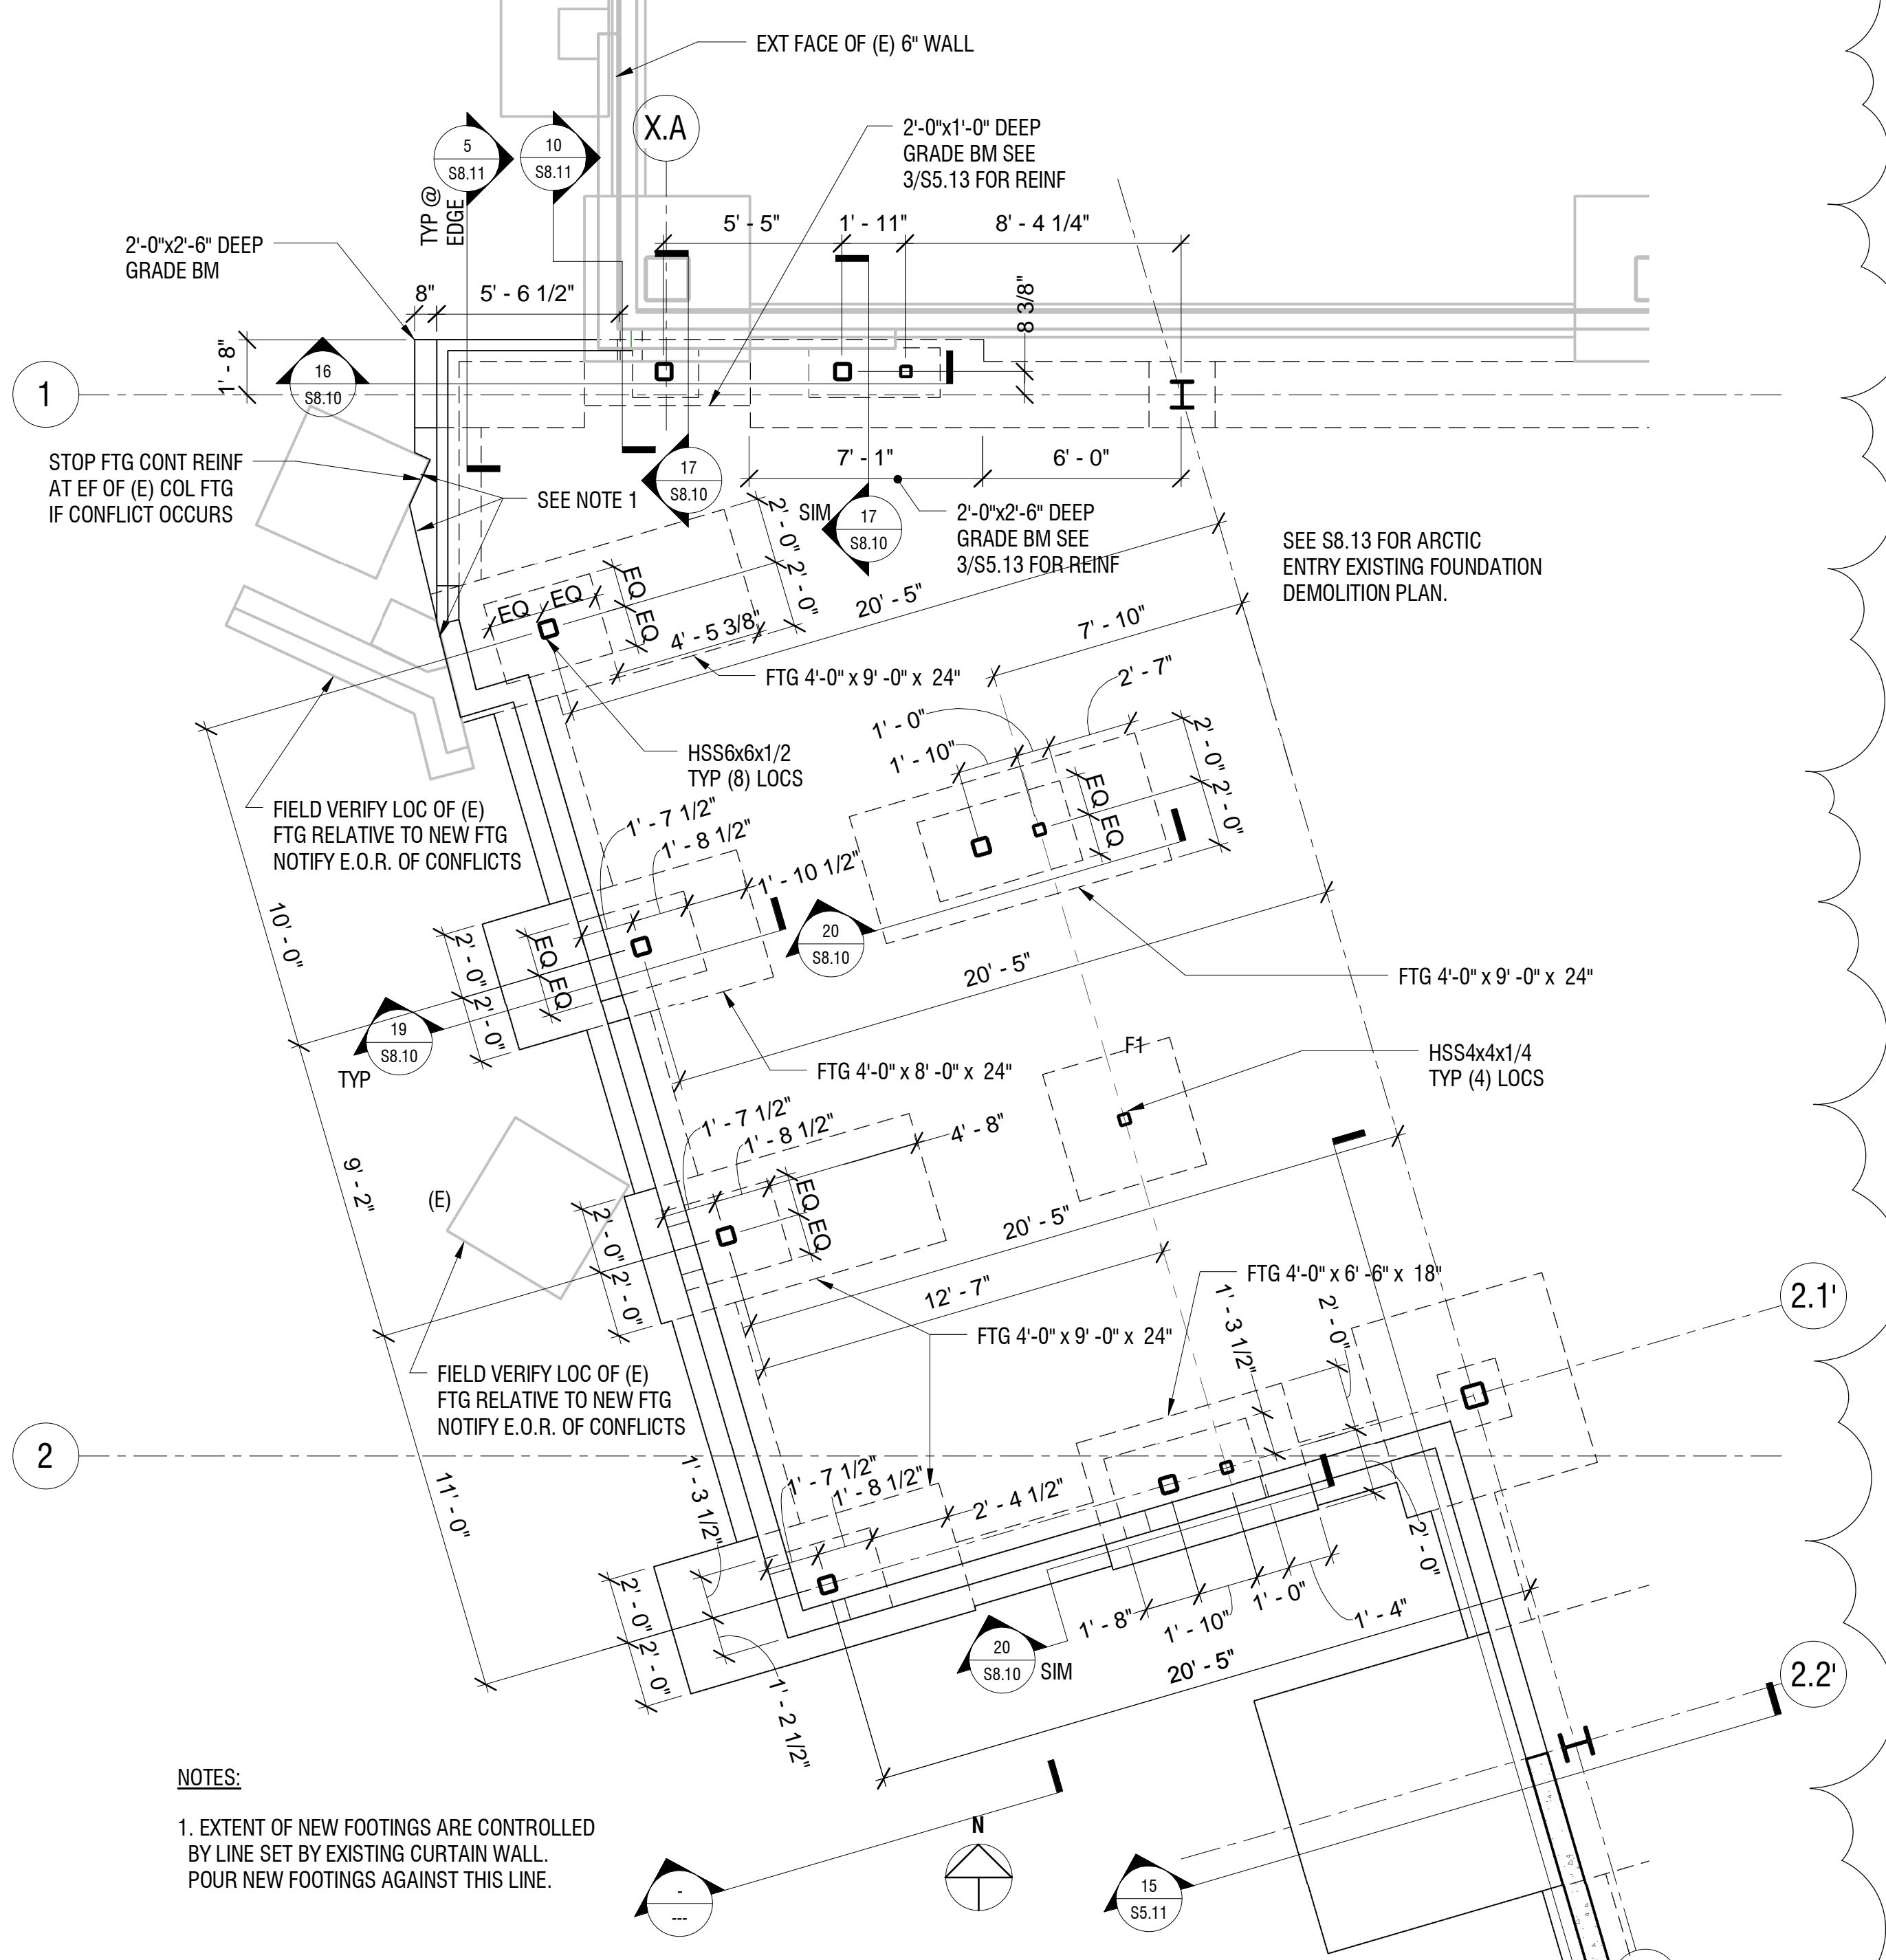 EXT FACE OF (E) 6" WALL
X.A
5
S8.11
10
S8.11
TYP @
EDGE
2'-0"x1'-0" DEEP
GRADE BM SEE
3/S5.13 FOR REINF
2'-0"x2'-6" DEEP
GRADE BM
5' - 5"
1' - 11"
8' - 4 1/4"
8"
5' - 6 1/2"
8 3/8"
1' - 8"
16
S8.10
1
STOP FTG CONT REINF
AT EF OF (E) COL FTG
IF CONFLICT OCCURS
SEE NOTE 1
17
S8.10
7' - 1"
6' - 0"
SIM
17
S8.10
2'-0"x2'-6" DEEP
GRADE BM SEE
3/S5.13 FOR REINF
SEE S8.13 FOR ARCTIC
ENTRY EXISTING FOUNDATION
DEMOLITION PLAN.
2' - 0"
2' - 0"
EQ
EQ
EQ
EQ
4' - 5 3/8"
20' - 5"
7' - 10"
FTG 4'-0" x 9' -0" x 24"
2' - 7"
1' - 0"
1' - 10"
2' - 0"
2' - 0"
EQ
EQ
HSS6x6x1/2
TYP (8) LOCS
FIELD VERIFY LOC OF (E)
FTG RELATIVE TO NEW FTG
NOTIFY E.O.R. OF CONFLICTS
1' - 7 1/2"
1' - 8 1/2"
1' - 10 1/2"
10' - 0"
2' - 0"
2' - 0"
EQ
EQ
20
S8.10
20' - 5"
FTG 4'-0" x 9' -0" x 24"
19
S8.10
TYP
FTG 4'-0" x 8' -0" x 24"
F1
HSS4x4x1/4
TYP (4) LOCS
1' - 7 1/2"
1' - 8 1/2"
4' - 8"
9' - 2"
(E)
2' - 0"
2' - 0"
EQ
EQ
20' - 5"
12' - 7"
FTG 4'-0" x 6' -6" x 18"
2.1'
FTG 4'-0" x 9' -0" x 24"
1' - 3 1/2"
2' - 0"
FIELD VERIFY LOC OF (E)
FTG RELATIVE TO NEW FTG
NOTIFY E.O.R. OF CONFLICTS
2
11' - 0"
1' - 3 1/2"
1' - 7 1/2"
1' - 8 1/2"
2' - 4 1/2"
2' - 0"
2' - 0"
2' - 0"
1' - 8"
1' - 10"
1' - 0"
1' - 4"
20
S8.10
SIM
20' - 5"
2.2'
1' - 2 1/2"
NOTES:
1. EXTENT OF NEW FOOTINGS ARE CONTROLLED
BY LINE SET BY EXISTING CURTAIN WALL.
POUR NEW FOOTINGS AGAINST THIS LINE.
N
-
---
15
S5.11